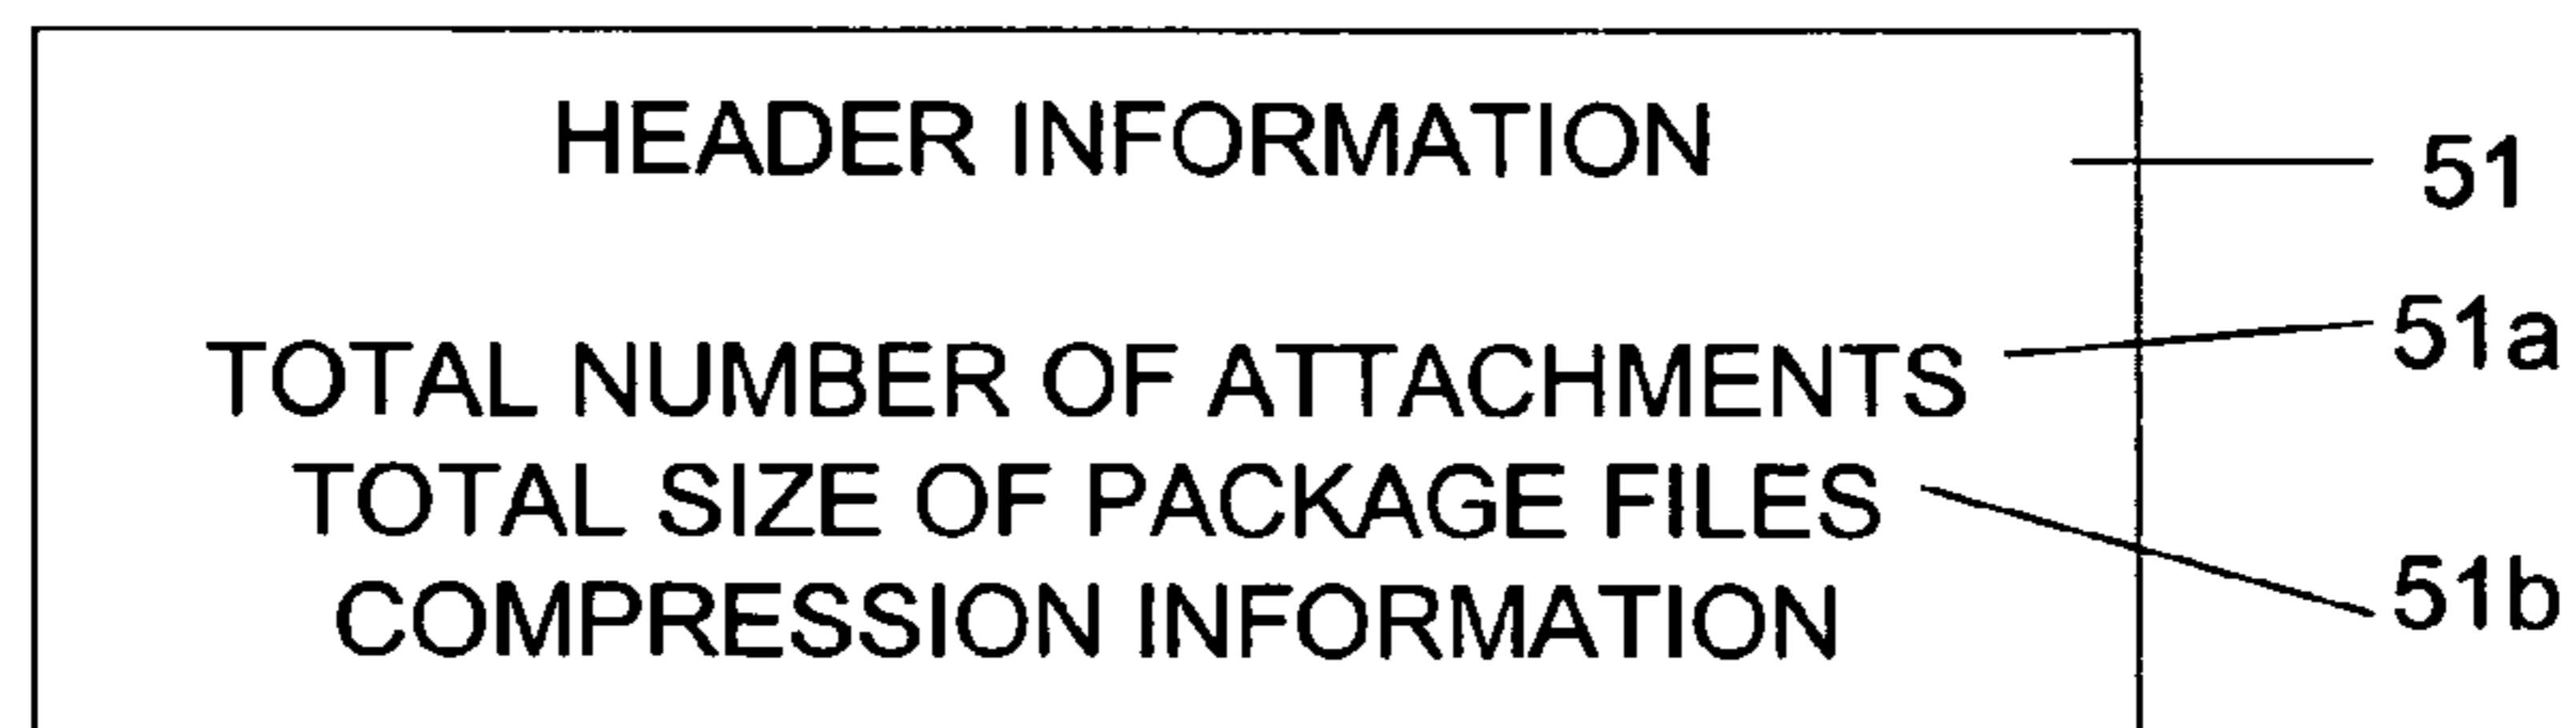 HEADER INFORMATION
51
TOTAL NUMBER OF ATTACHMENTS
51a
TOTAL SIZE OF PACKAGE FILES
51b
COMPRESSION INFORMATION